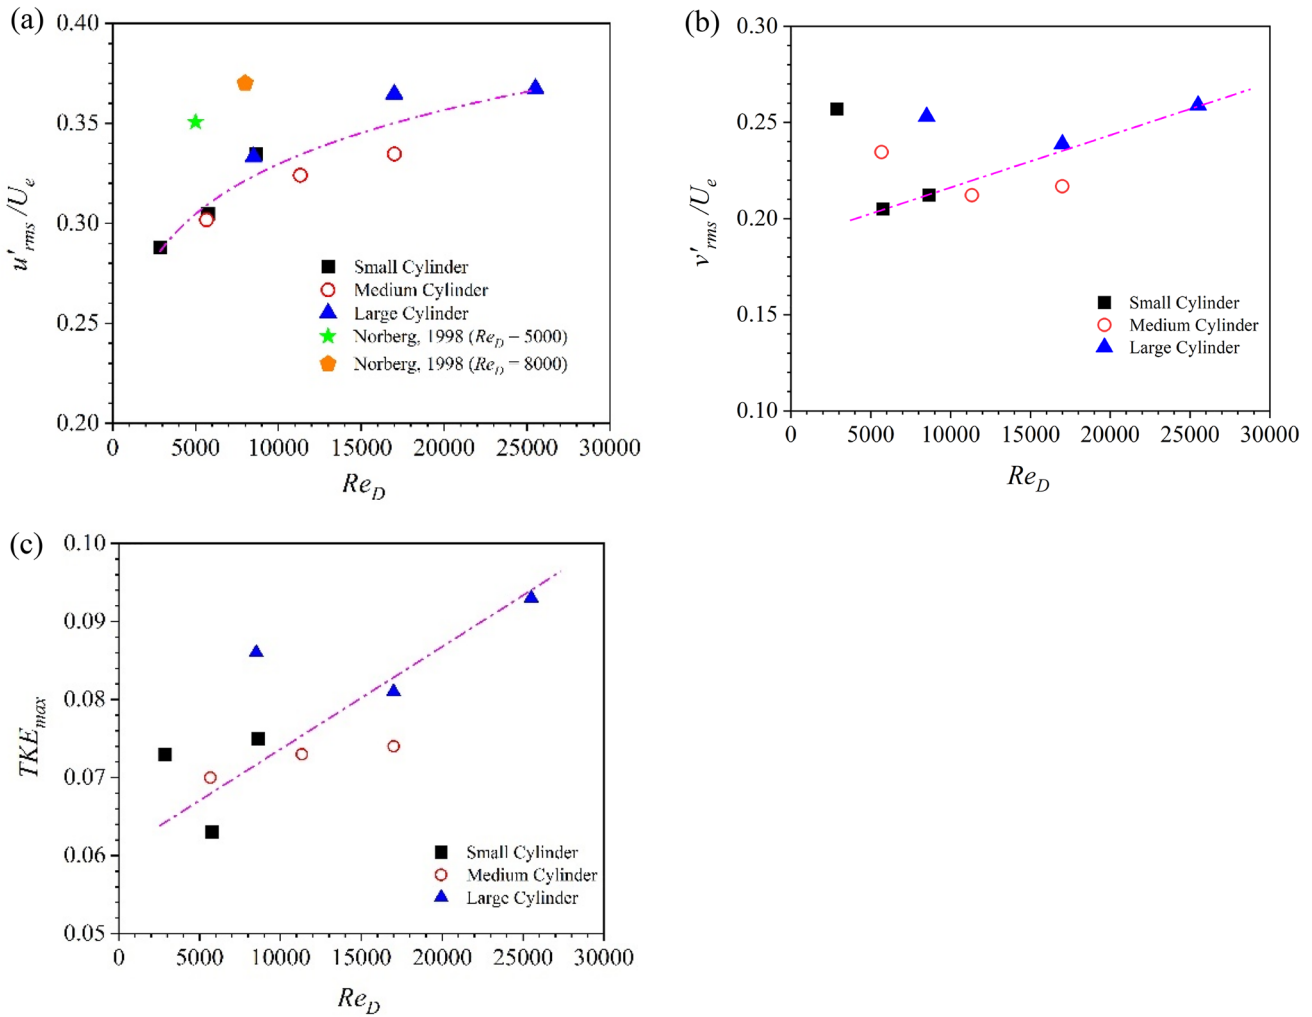 (a)
0.40
0.35
0.30
0.25
0.20
u'rms /Ue
Small Cylinder
Medium Cylinder
Large Cylinder
Norberg, 1998 (ReD − 5000)
Norberg, 1998 (ReD − 8000)
0 5000 10000 15000 20000 25000 30000
ReD
(b)
0.30
0.25
0.20
0.15
0.10
v'rms /Ue
Small Cylinder
Medium Cylinder
Large Cylinder
0 5000 10000 15000 20000 25000 30000
ReD
(c)
0.10
0.09
0.08
0.07
0.06
0.05
TKEmax
Small Cylinder
Medium Cylinder
Large Cylinder
0 5000 10000 15000 20000 25000 30000
ReD